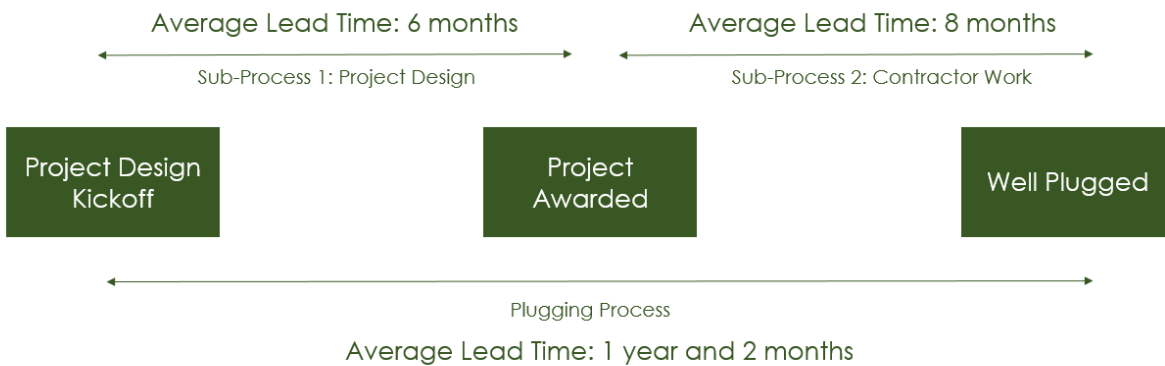 Average Lead Time: 6 months
Average Lead Time: 8 months
Sub-Process 1: Project Design
Sub-Process 2: Contractor Work
Project Design
Kickoff
Project
Awarded
Well Plugged
Plugging Process
Average Lead Time: 1 year and 2 months